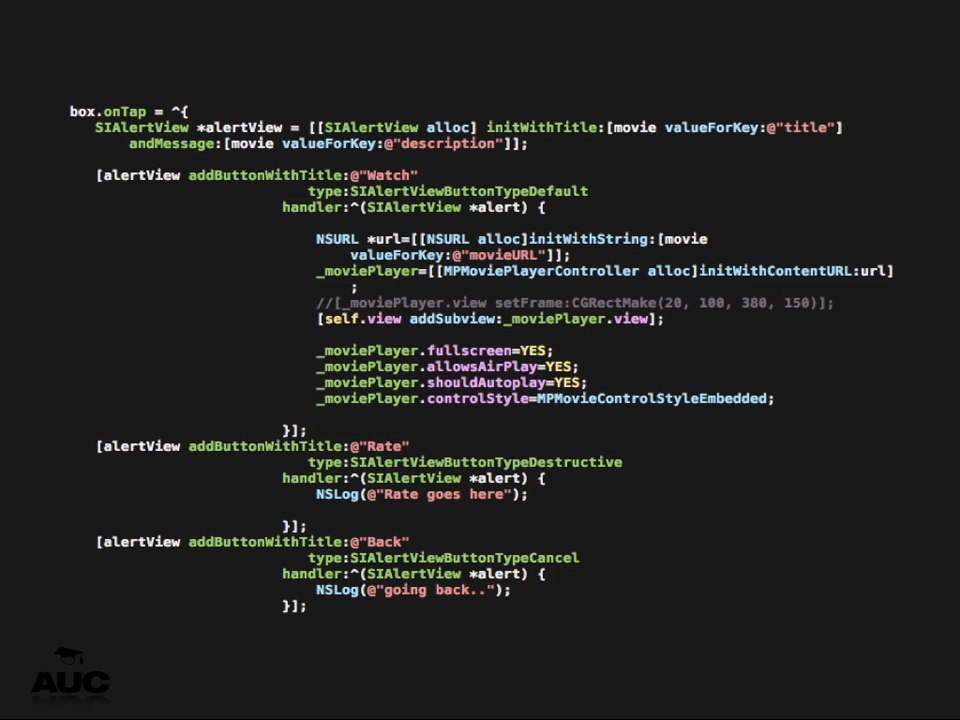 box.onTap = ^{
SIAlertView *alertView = [[SIAlertView alloc] initWithTitle:[movie valueForKey:@"title"]
andMessage:[movie valueForKey:@"description"]];
[alertView addButtonWithTitle:@"Watch"
type:SIAlertViewButtonTypeDefault
handler:^(SIAlertView *alert) {
NSURL *url=[[NSURL alloc]initWithString:[movie
valueForKey:@"movieURL"]];
_moviePlayer=[[MPMoviePlayerController alloc]initWithContentURL:url]
;
//[_moviePlayer.view setFrame:CGRectMake(20, 100, 380, 150)];
[self.view addSubview:_moviePlayer.view];
_moviePlayer.fullscreen=YES;
_moviePlayer.allowsAirPlay=YES;
_moviePlayer.shouldAutoplay=YES;
_moviePlayer.controlStyle=MPMovieControlStyleEmbedded;
}];
[alertView addButtonWithTitle:@"Rate"
type:SIAlertViewButtonTypeDestructive
handler:^(SIAlertView *alert) {
NSLog(@"Rate goes here");
}];
[alertView addButtonWithTitle:@"Back"
type:SIAlertViewButtonTypeCancel
handler:^(SIAlertView *alert) {
NSLog(@"going back..");
}];
AUC